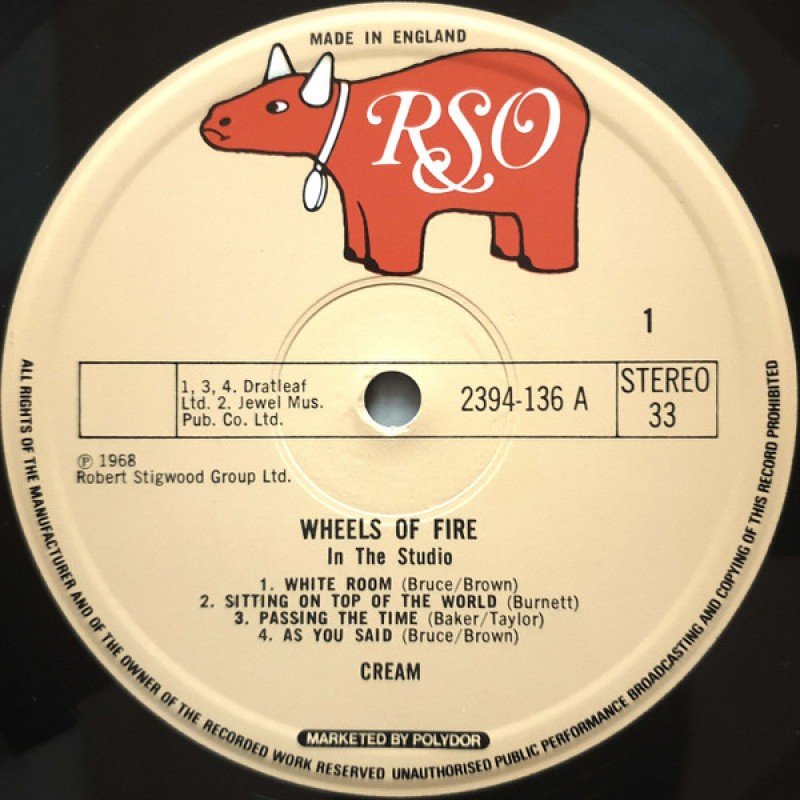 MADE IN ENGLAND
RSO
1
1, 3, 4. Dratleaf
Ltd. 2. Jewel Mus.
Pub. Co. Ltd.
2394-136 A
STEREO
33
℗ 1968
Robert Stigwood Group Ltd.
WHEELS OF FIRE
In The Studio
1. WHITE ROOM (Bruce/Brown)
2. SITTING ON TOP OF THE WORLD (Burnett)
3. PASSING THE TIME (Baker/Taylor)
4. AS YOU SAID (Bruce/Brown)
CREAM
MARKETED BY POLYDOR
ALL RIGHTS OF THE MANUFACTURER AND OF THE OWNER OF THE RECORDED WORK RESERVED UNAUTHORISED PUBLIC PERFORMANCE BROADCASTING AND COPYING OF THIS RECORD PROHIBITED